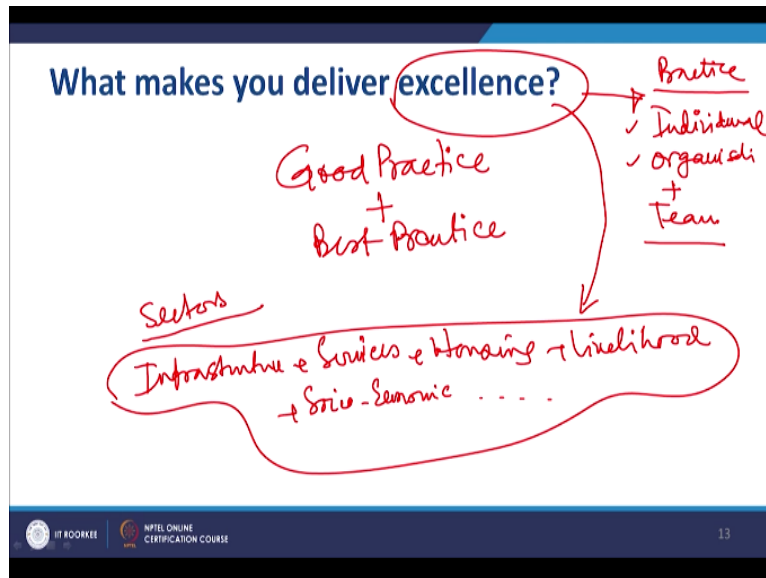 What makes you deliver excellence?
Practice
Individual
organisati
+
Team
Good Practice
+
Best Practice
Sectors
Infrastructure + Services + Housing + Livelihood
+ Socio-Economic ....
IIT ROORKEE
NPTEL ONLINE
CERTIFICATION COURSE
13